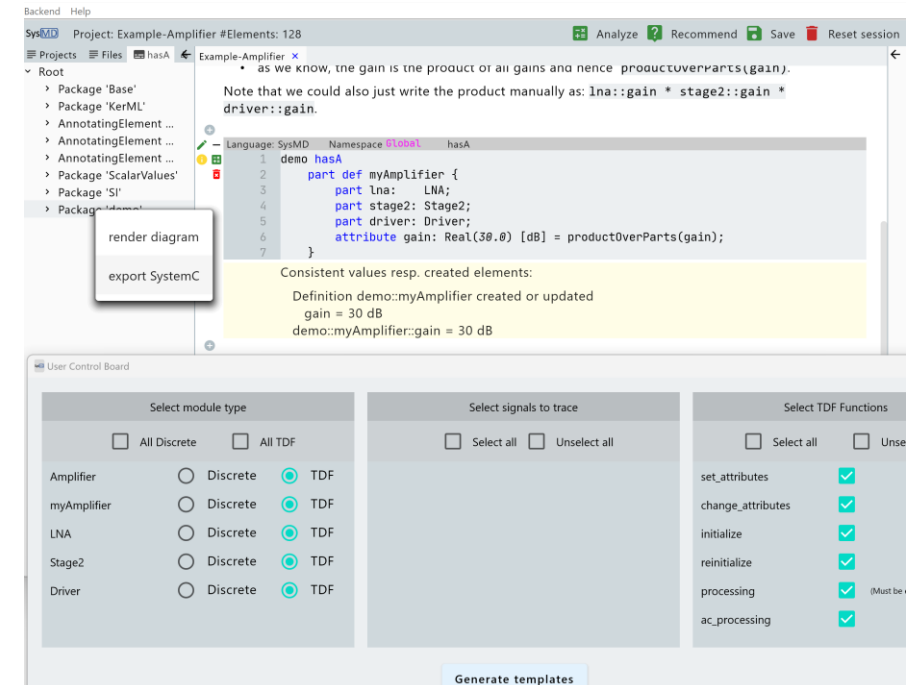 Backend Help
SysMD Project: Example-Amplifier #Elements: 128 Analyze Recommend Save Reset session
Projects Files hasA Example-Amplifier ×
Root
Package 'Base'
Package 'KerML'
AnnotatingElement ...
AnnotatingElement ...
AnnotatingElement ...
Package 'ScalarValues'
Package 'SI'
Package 'demo'
render diagram
export SystemC
• as we know, the gain is the product of all gains and hence productOverParts(gain).
Note that we could also just write the product manually as: lna::gain * stage2::gain *
driver::gain.
Language: SysMD Namespace Global hasA
1 demo hasA
2 part def myAmplifier {
3 part lna: LNA;
4 part stage2: Stage2;
5 part driver: Driver;
6 attribute gain: Real(30.0) [dB] = productOverParts(gain);
7 }
Consistent values resp. created elements:
Definition demo::myAmplifier created or updated
gain = 30 dB
demo::myAmplifier::gain = 30 dB
User Control Board
Select module type
All Discrete All TDF
Amplifier Discrete TDF
myAmplifier Discrete TDF
LNA Discrete TDF
Stage2 Discrete TDF
Driver Discrete TDF
Select signals to trace
Select all Unselect all
Select TDF Functions
Select all Unse
set_attributes
change_attributes
initialize
reinitialize
processing (Must be
ac_processing
Generate templates